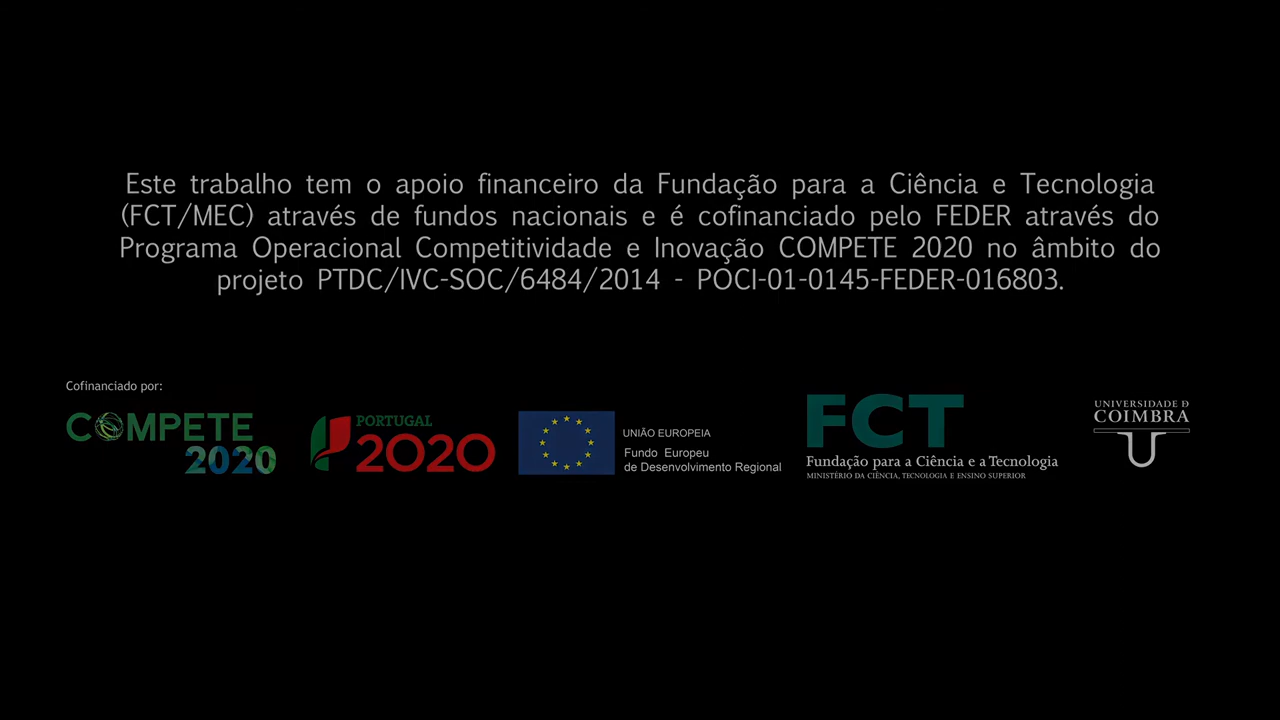 Este trabalho tem o apoio financeiro da Fundação para a Ciência e Tecnologia
(FCT/MEC) através de fundos nacionais e é cofinanciado pelo FEDER através do
Programa Operacional Competitividade e Inovação COMPETE 2020 no âmbito do
projeto PTDC/IVC-SOC/6484/2014 - POCI-01-0145-FEDER-016803.
Cofinanciado por:
COMPETE
2020
PORTUGAL
2020
UNIÃO EUROPEIA
Fundo Europeu
de Desenvolvimento Regional
FCT
Fundação para a Ciência e a Tecnologia
MINISTÉRIO DA CIÊNCIA, TECNOLOGIA E ENSINO SUPERIOR
UNIVERSIDADE D
COIMBRA